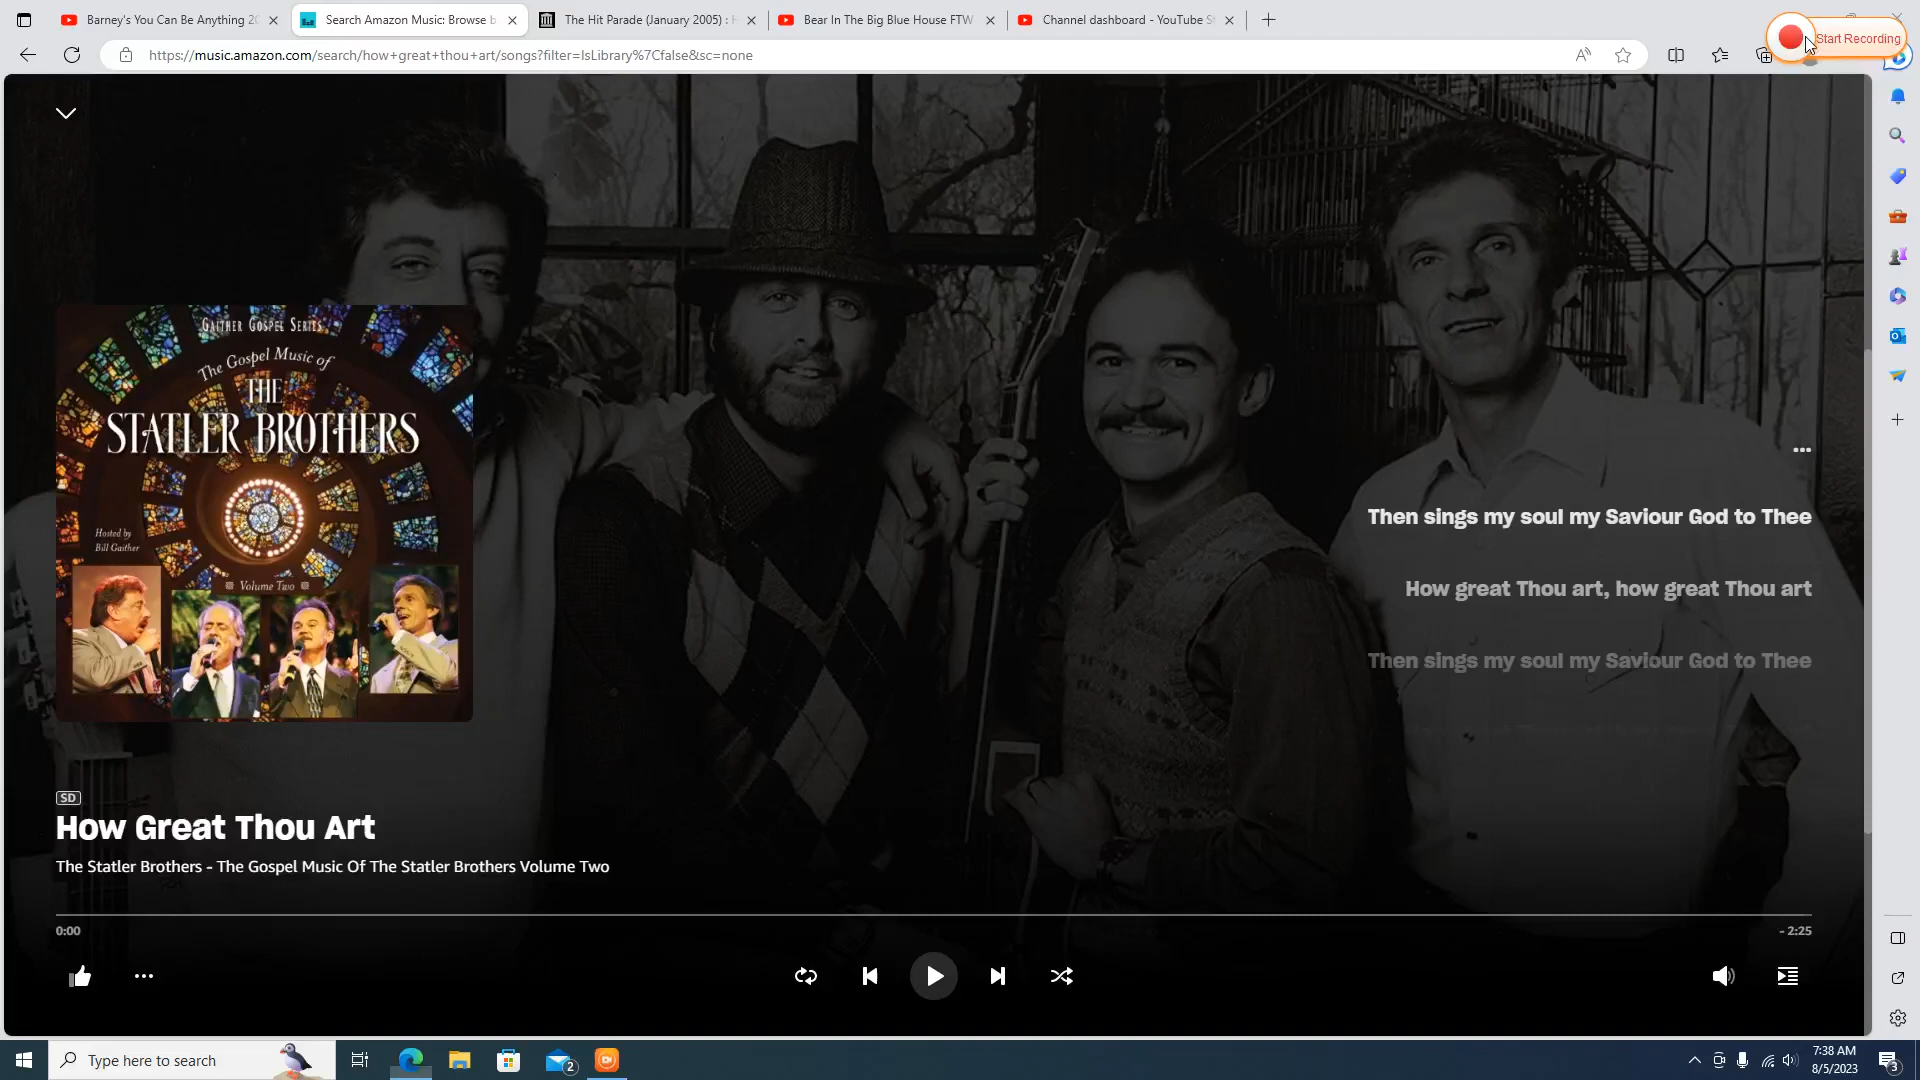 Barney's You Can Be Anything 20
Search Amazon Music: Browse b
The Hit Parade (January 2005) : H
Bear In The Big Blue House FTW
Channel dashboard - YouTube St
https://music.amazon.com/search/how+great+thou+art/songs?filter=IsLibrary%7Cfalse&sc=none
Start Recording
GAITHER GOSPEL SERIES
The Gospel Music of
THE
STATLER BROTHERS
Hosted by
Bill Gaither
Volume Two
Then sings my soul my Saviour God to Thee
How great Thou art, how great Thou art
Then sings my soul my Saviour God to Thee
SD
How Great Thou Art
The Statler Brothers - The Gospel Music Of The Statler Brothers Volume Two
0:00
- 2:25
Type here to search
2
7:38 AM
8/5/2023
3